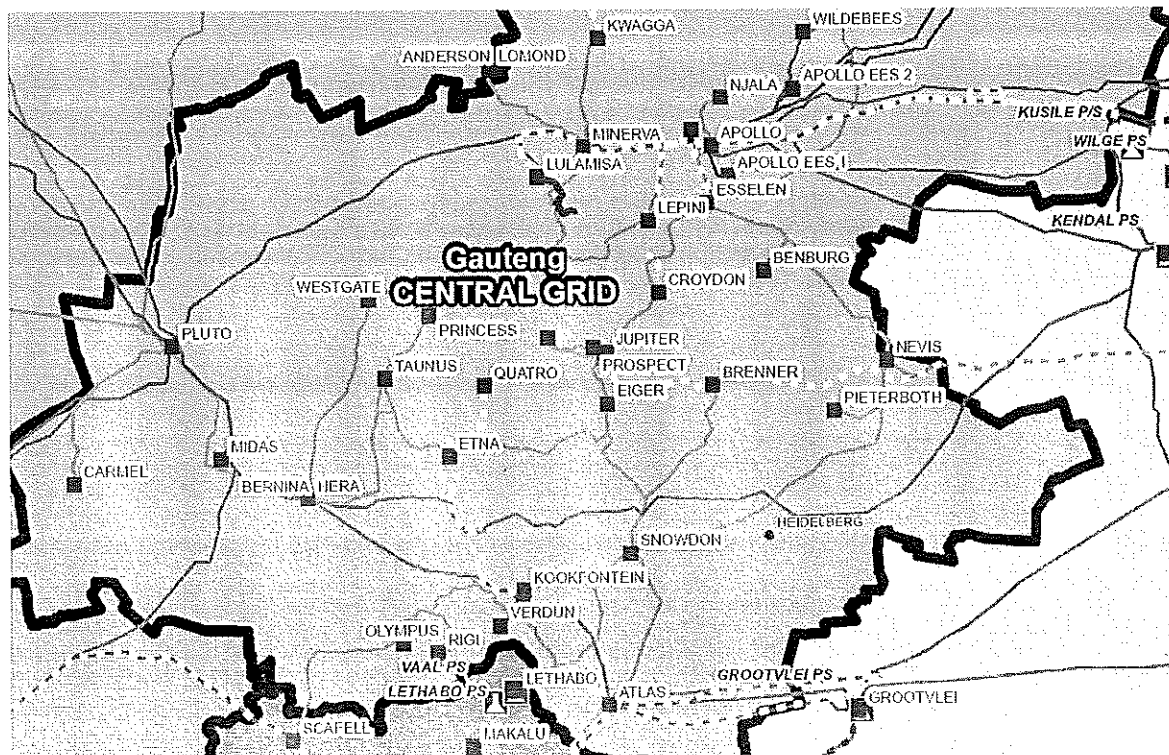 KWAGGA
WILDEBEES
ANDERSON LOMOND
APOLLO EES 2
NJALA
KUSILE P/S
MINERVA
APOLLO
WILGE PS
LULAMISA
APOLLO EES 1
ESSELEN
LEPINI
KENDAL PS
Gauteng
CENTRAL GRID
BENBURG
CROYDON
WESTGATE
PRINCESS
PLUTO
JUPITER
NEVIS
PROSPECT
TAUNUS
QUATRO
BRENNER
EIGER
PIETERBOTH
ETNA
MIDAS
CARMEL
BERNINA HERA
HEIDELBERG
SNOWDON
KOOKFONTEIN
VERDUN
OLYMPUS
RIGI
VAAL PS
LETHABO
GROOTVLEI PS
LETHABO PS
ATLAS
GROOTVLEI
SCAFELL
MAKALU